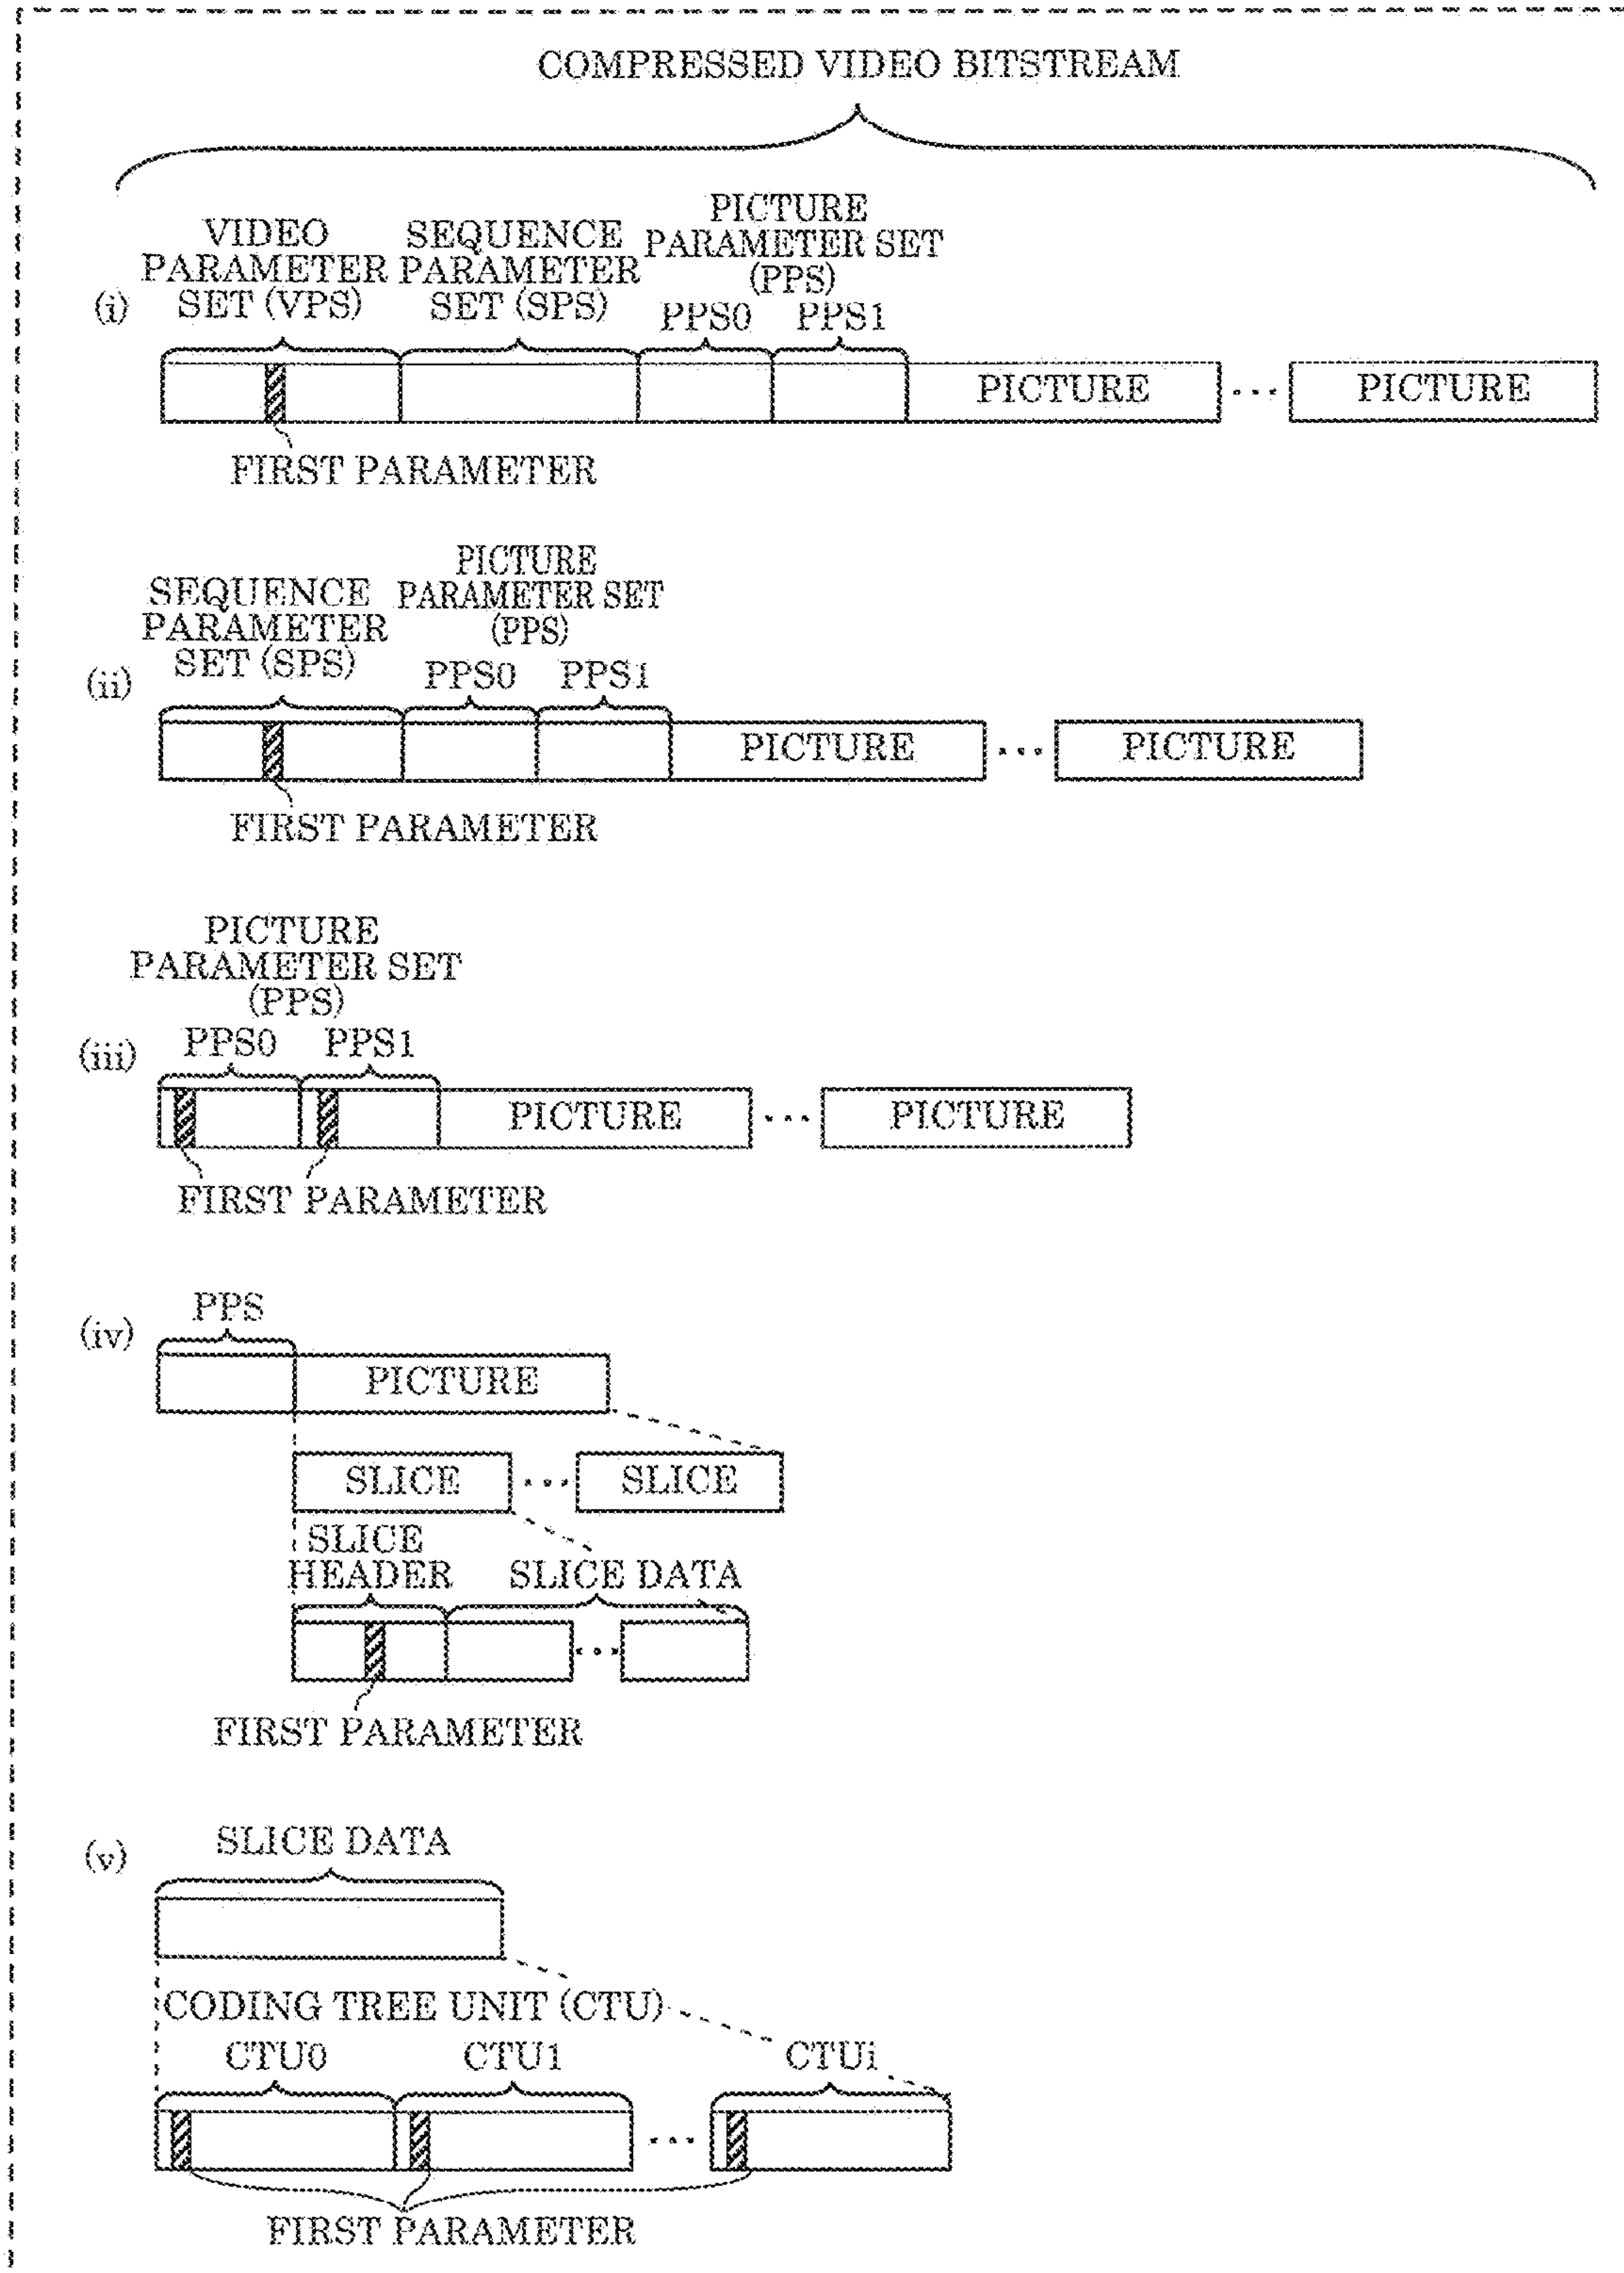 COMPRESSED VIDEO BITSTREAM
(i)
VIDEO
PARAMETER
SET (VPS)
SEQUENCE
PARAMETER
SET (SPS)
PICTURE
PARAMETER SET
(PPS)
PPS0 PPS1
PICTURE ... PICTURE
FIRST PARAMETER
(ii)
SEQUENCE
PARAMETER
SET (SPS)
PICTURE
PARAMETER SET
(PPS)
PPS0 PPS1
PICTURE ... PICTURE
FIRST PARAMETER
(iii)
PICTURE
PARAMETER SET
(PPS)
PPS0 PPS1
PICTURE ... PICTURE
FIRST PARAMETER
(iv)
PPS
PICTURE
SLICE ... SLICE
SLICE
HEADER
SLICE DATA
...
FIRST PARAMETER
(v)
SLICE DATA
CODING TREE UNIT (CTU)
CTU0 CTU1 CTUi
...
FIRST PARAMETER